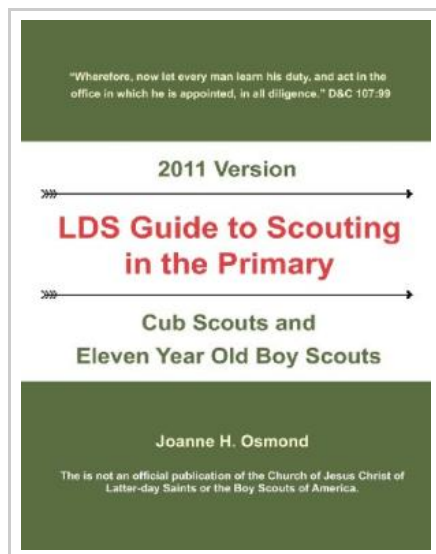 "Wherefore, now let every man learn his duty, and act in the
office in which he is appointed, in all diligence." D&C 107:99
2011 Version
LDS Guide to Scouting
in the Primary
Cub Scouts and
Eleven Year Old Boy Scouts
Joanne H. Osmond
The is not an official publication of the Church of Jesus Christ of
Latter-day Saints or the Boy Scouts of America.